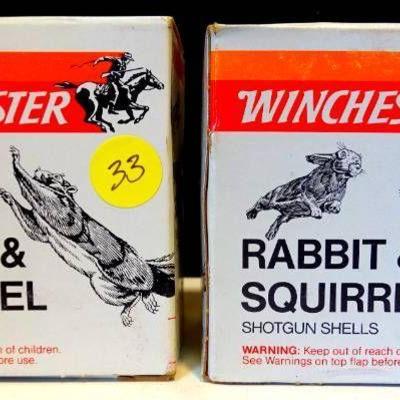 STER
33
&
EL
n of children.
ore use.
WINCHES
RABBIT &
SQUIRRE
SHOTGUN SHELLS
WARNING: Keep out of reach o
See Warnings on top flap before